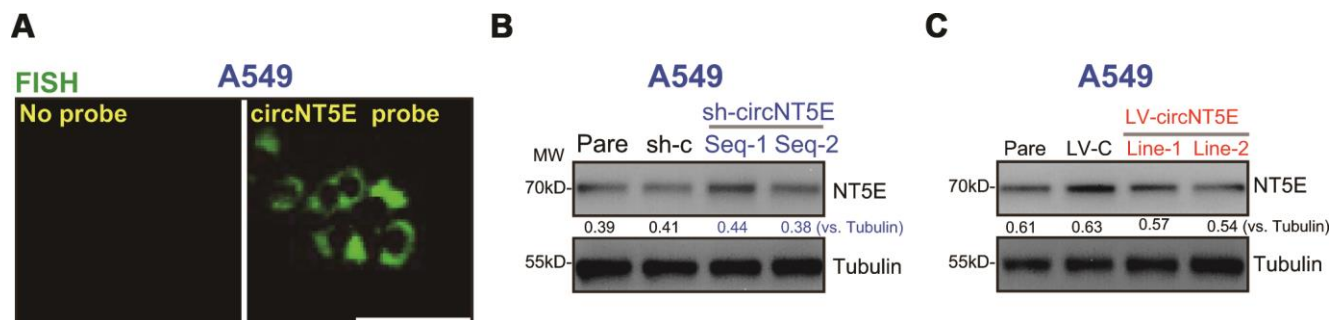 A
FISH A549
No probe circNT5E probe
B
A549
sh-circNT5E
MW Pare sh-c Seq-1 Seq-2
70kD- NT5E
0.39 0.41 0.44 0.38 (vs. Tubulin)
55kD- Tubulin
C
A549
LV-circNT5E
Pare LV-C Line-1 Line-2
70kD- NT5E
0.61 0.63 0.57 0.54 (vs. Tubulin)
55kD- Tubulin